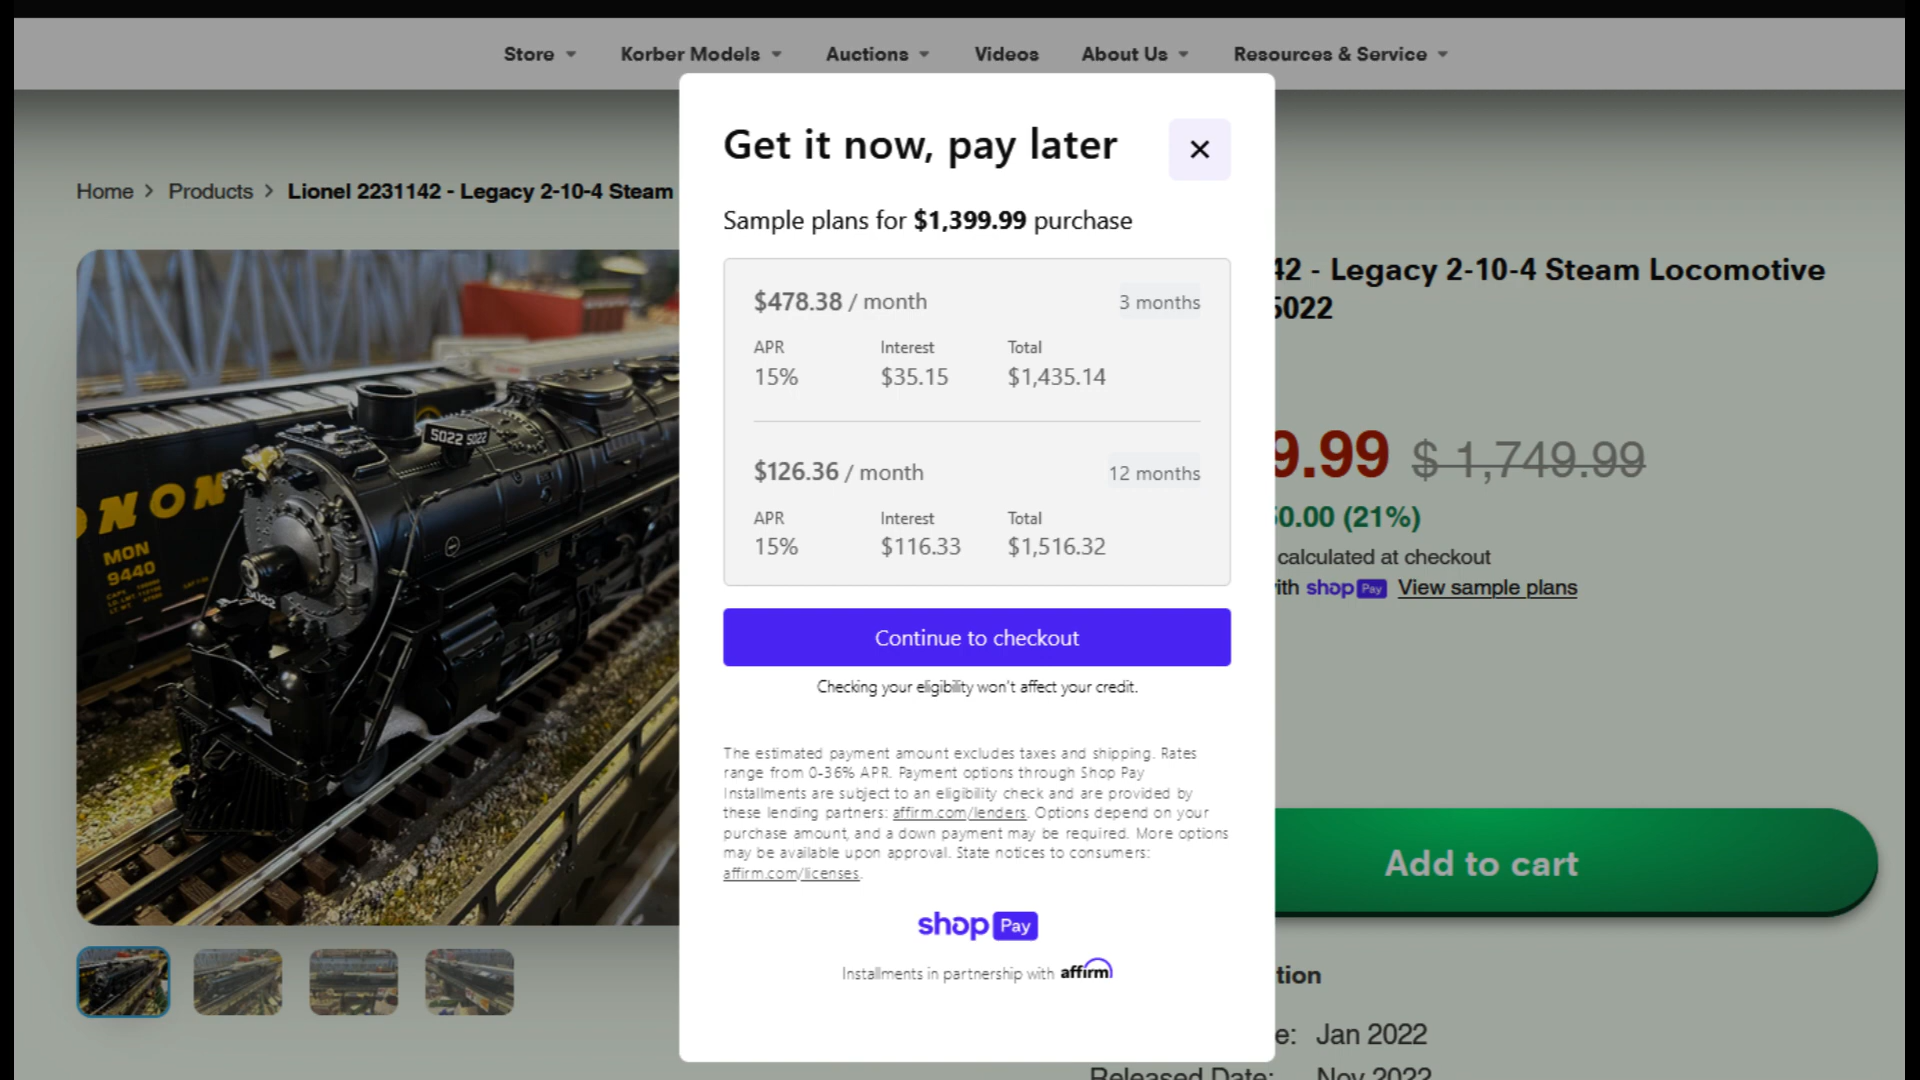 Store
Korber Models
Auctions
Videos
About Us
Resources & Service
Home > Products > Lionel 2231142 - Legacy 2-10-4 Steam
42 - Legacy 2-10-4 Steam Locomotive
5022
9.99 $ 1,749.99
0.00 (21%)
calculated at checkout
ith shop Pay View sample plans
Add to cart
tion
e: Jan 2022
Released Date: Nov 2022
5022 5022
NON
MON
9440
5022
Get it now, pay later
×
Sample plans for $1,399.99 purchase
$478.38 / month 3 months
APR Interest Total
15% $35.15 $1,435.14
$126.36 / month 12 months
APR Interest Total
15% $116.33 $1,516.32
Continue to checkout
Checking your eligibility won't affect your credit.
The estimated payment amount excludes taxes and shipping. Rates
range from 0-36% APR. Payment options through Shop Pay
Installments are subject to an eligibility check and are provided by
these lending partners: affirm.com/lenders. Options depend on your
purchase amount, and a down payment may be required. More options
may be available upon approval. State notices to consumers:
affirm.com/licenses.
shop Pay
Installments in partnership with affirm